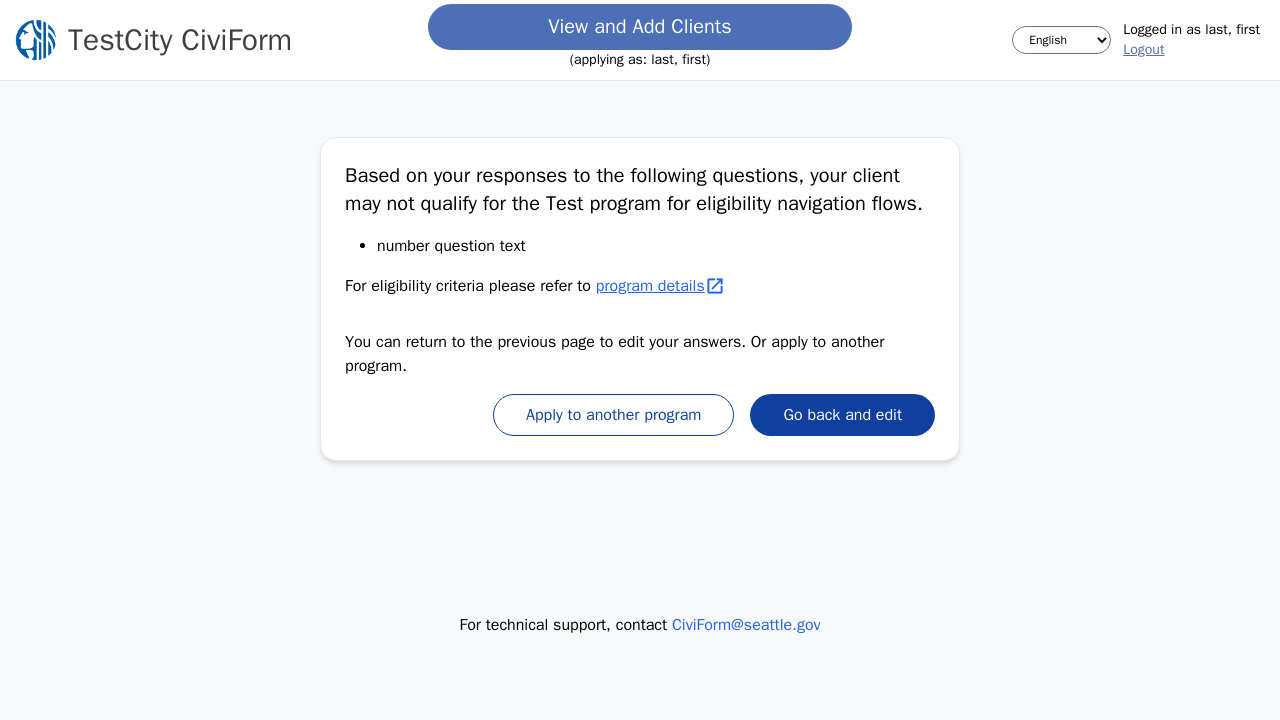 TestCity CiviForm
View and Add Clients
(applying as: last, first)
English
Logged in as last, first
Logout
Based on your responses to the following questions, your client
may not qualify for the Test program for eligibility navigation flows.
• number question text
For eligibility criteria please refer to program details
You can return to the previous page to edit your answers. Or apply to another
program.
Apply to another program
Go back and edit
For technical support, contact CiviForm@seattle.gov